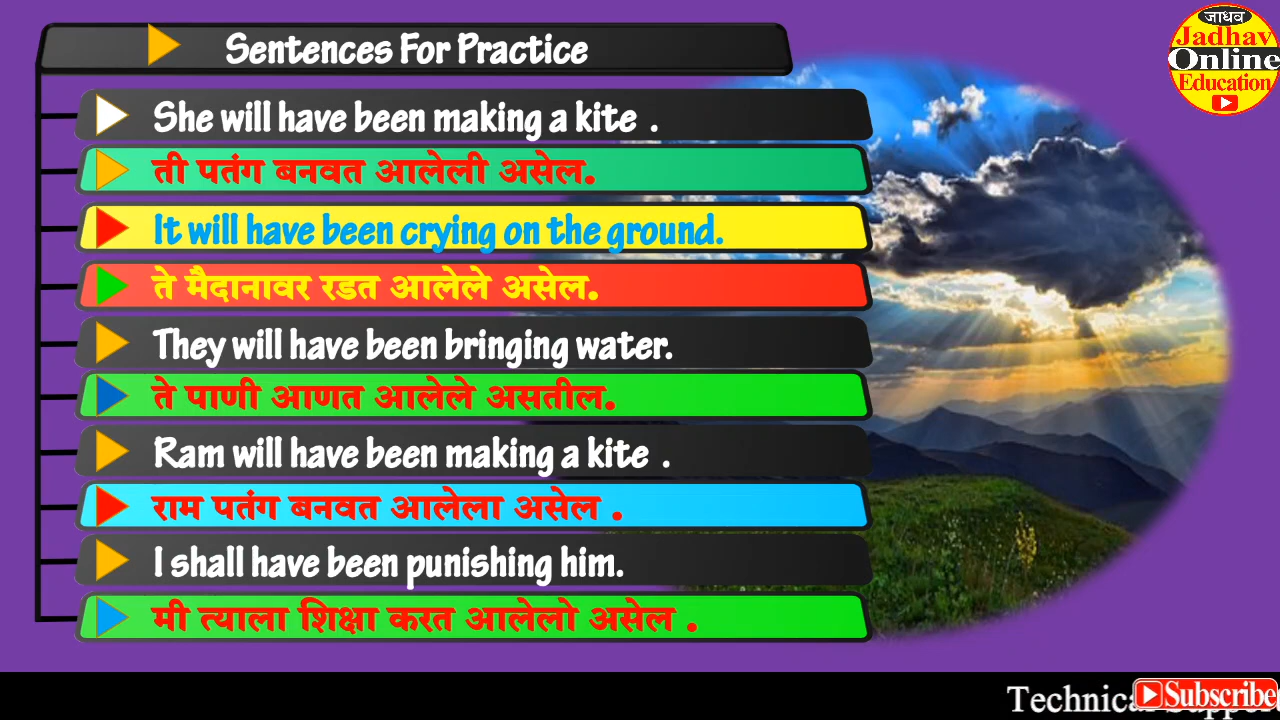 Sentences For Practice
She will have been making a kite .
ती पतंग बनवत आलेली असेल.
It will have been crying on the ground.
ते मैदानावर रडत आलेले असेल.
They will have been bringing water.
ते पाणी आणत आलेले असतील.
Ram will have been making a kite .
राम पतंग बनवत आलेला असेल .
I shall have been punishing him.
मी त्याला शिक्षा करत आलेलो असेल .
जाधव
Jadhav
Online
Education
Technical
Subscribe